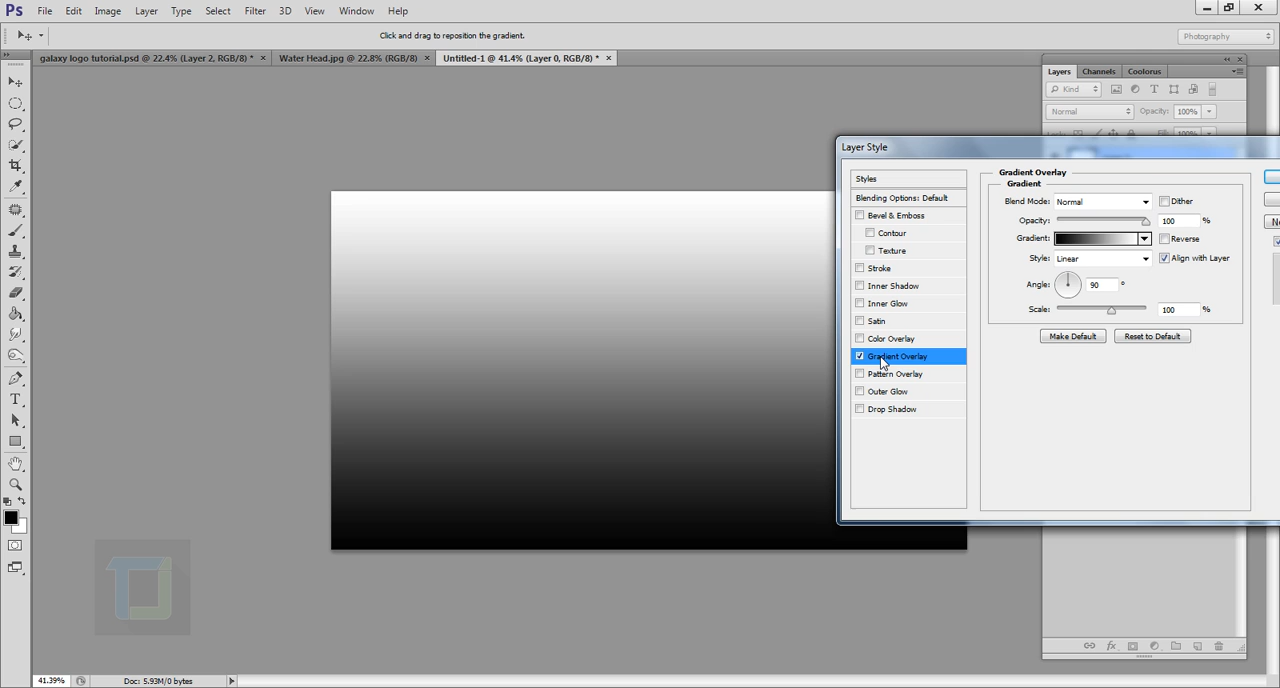 Ps File Edit Image Layer Type Select Filter 3D View Window Help
Click and drag to reposition the gradient.
Photography
galaxy logo tutorial.psd @ 22.4% (Layer 2, RGB/8) * × Water Head.jpg @ 22.8% (RGB/8) × Untitled-1 @ 41.4% (Layer 0, RGB/8) * ×
Layers Channels Coolorus
Kind
Normal Opacity: 100%
100%
Layer Style
Styles
Blending Options: Default
Bevel & Emboss
Contour
Texture
Stroke
Inner Shadow
Inner Glow
Satin
Color Overlay
Gradient Overlay
Pattern Overlay
Outer Glow
Drop Shadow
Gradient Overlay
Gradient
Blend Mode: Normal Dither
Opacity: 100 %
Gradient: Reverse
Style: Linear Align with Layer
Angle: 90 °
Scale: 100 %
Make Default Reset to Default
41.39% Doc: 5.93M/0 bytes